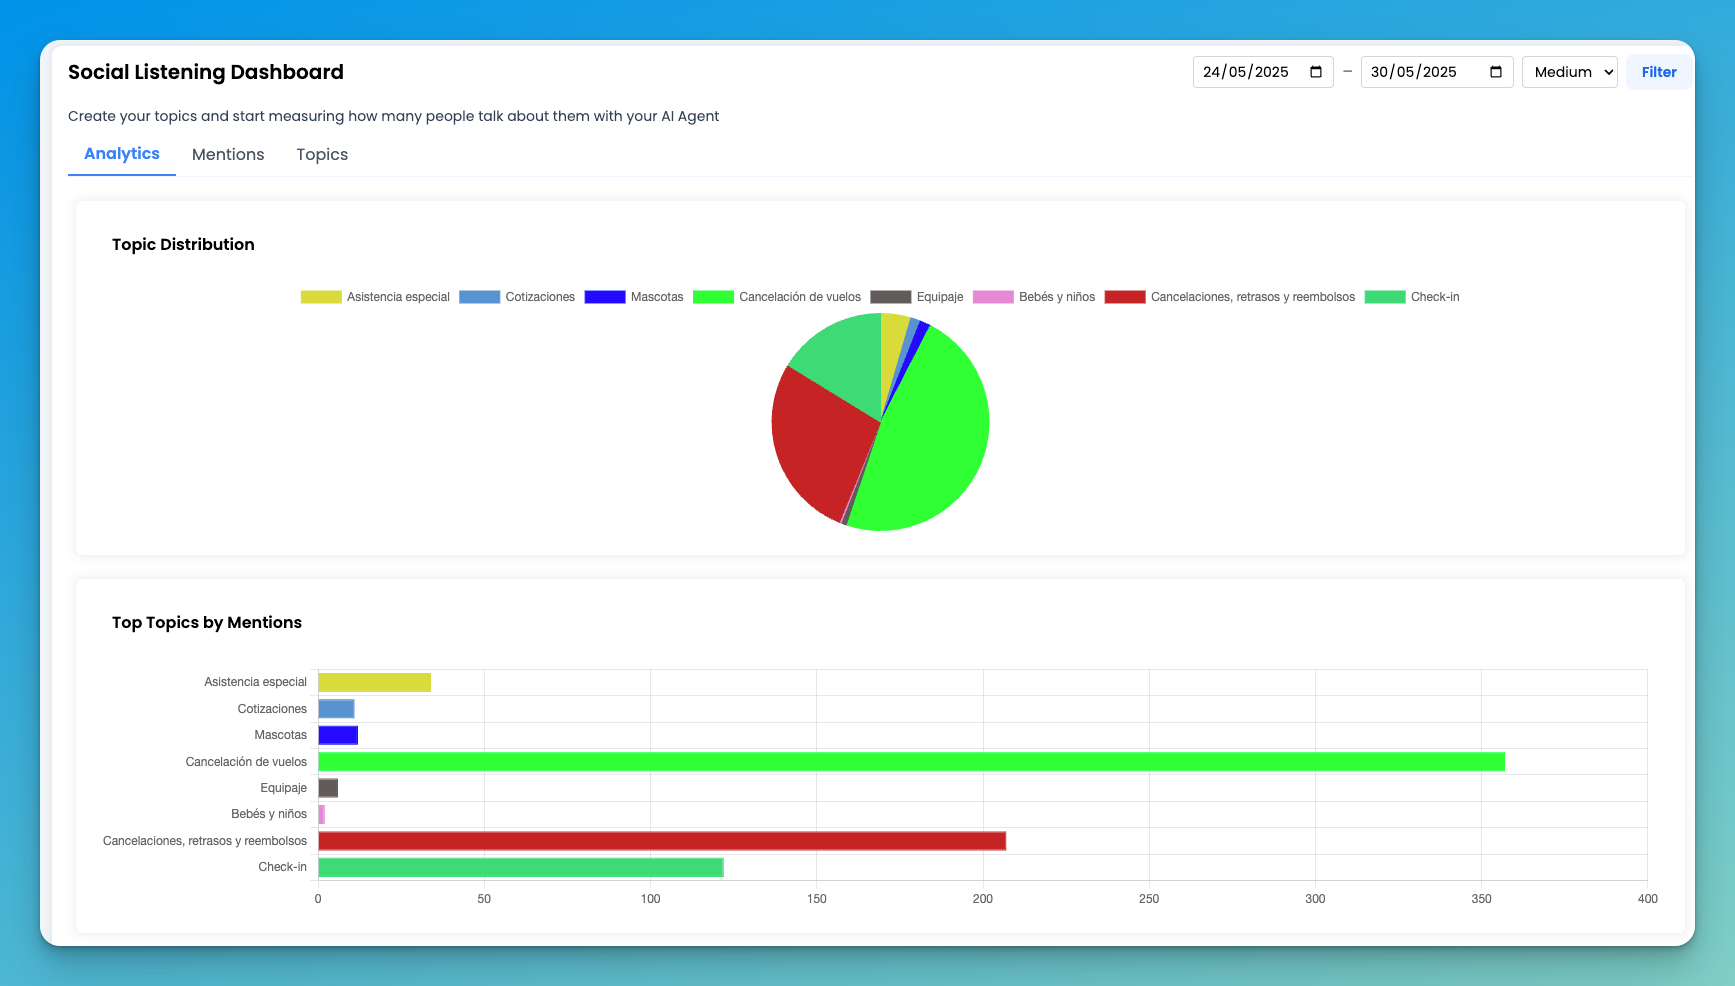 Social Listening Dashboard
24/05/2025 – 30/05/2025 Medium Filter
Create your topics and start measuring how many people talk about them with your AI Agent
Analytics Mentions Topics
Topic Distribution
Asistencia especial Cotizaciones Mascotas Cancelación de vuelos Equipaje Bebés y niños Cancelaciones, retrasos y reembolsos Check-in
Top Topics by Mentions
Asistencia especial
Cotizaciones
Mascotas
Cancelación de vuelos
Equipaje
Bebés y niños
Cancelaciones, retrasos y reembolsos
Check-in
0 50 100 150 200 250 300 350 400